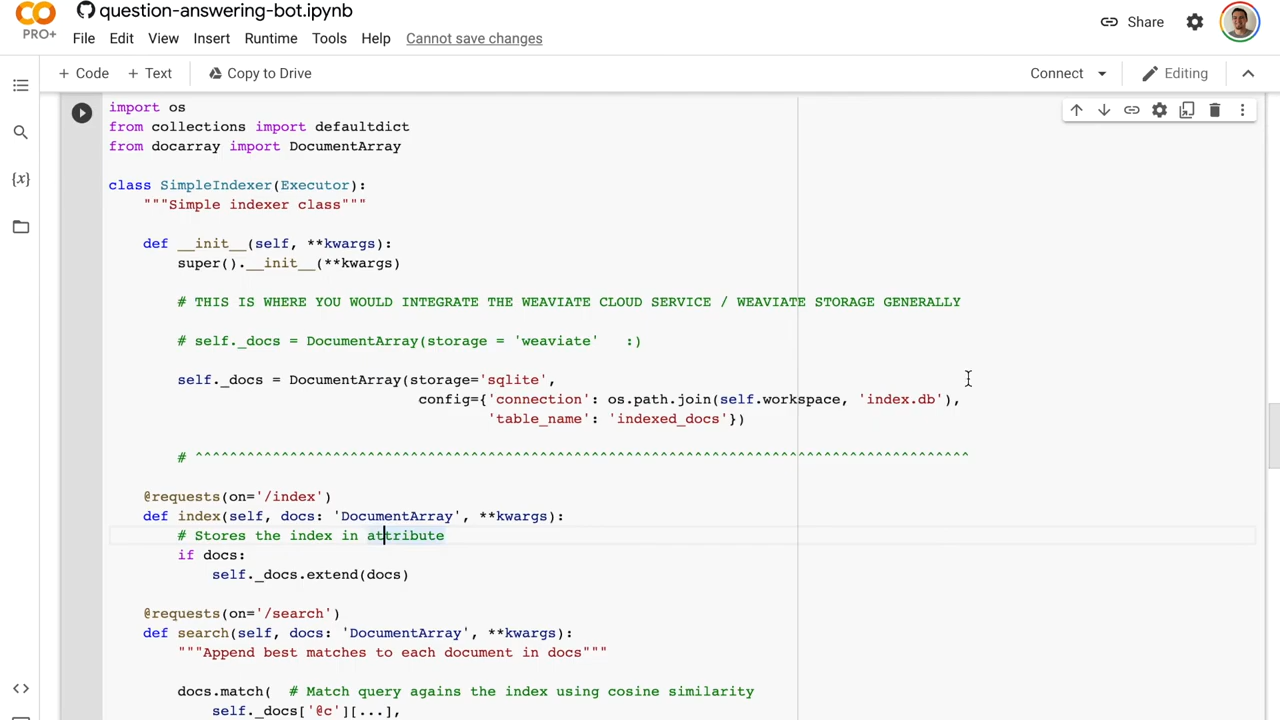 question-answering-bot.ipynb
PRO+
File Edit View Insert Runtime Tools Help Cannot save changes
Share
+ Code + Text Copy to Drive
Connect Editing
import os
from collections import defaultdict
from docarray import DocumentArray
class SimpleIndexer(Executor):
"""Simple indexer class"""
def __init__(self, **kwargs):
super().__init__(**kwargs)
# THIS IS WHERE YOU WOULD INTEGRATE THE WEAVIATE CLOUD SERVICE / WEAVIATE STORAGE GENERALLY
# self._docs = DocumentArray(storage = 'weaviate' :)
self._docs = DocumentArray(storage='sqlite',
config={'connection': os.path.join(self.workspace, 'index.db'),
'table_name': 'indexed_docs'})
# ^^^^^^^^^^^^^^^^^^^^^^^^^^^^^^^^^^^^^^^^^^^^^^^^^^^^^^^^^^^^^^^^^^^^^^^^^^^^^^^^^^^^^^^^^^
@requests(on='/index')
def index(self, docs: 'DocumentArray', **kwargs):
# Stores the index in attribute
if docs:
self._docs.extend(docs)
@requests(on='/search')
def search(self, docs: 'DocumentArray', **kwargs):
"""Append best matches to each document in docs"""
docs.match( # Match query agains the index using cosine similarity
self._docs['@c'][...],